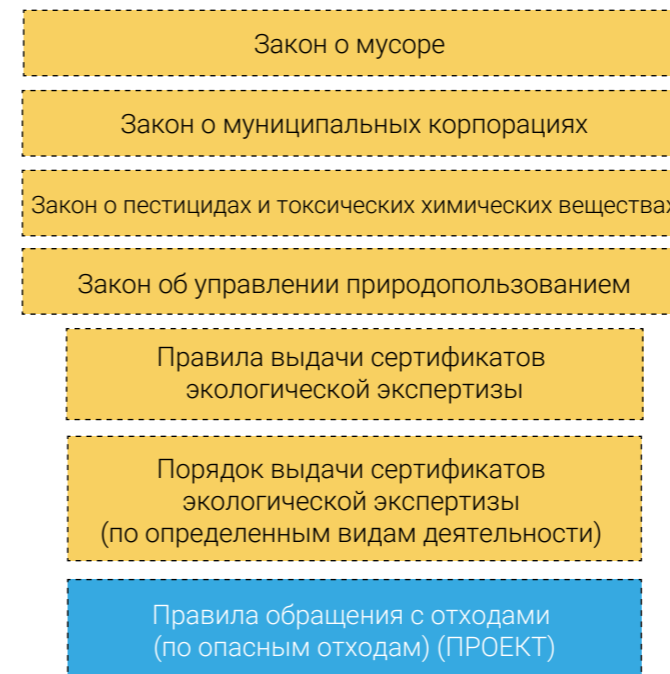 Закон о мусоре
Закон о муниципальных корпорациях
Закон о пестицидах и токсических химических веществах
Закон об управлении природопользованием
Правила выдачи сертификатов
экологической экспертизы
Порядок выдачи сертификатов
экологической экспертизы
(по определенным видам деятельности)
Правила обращения с отходами
(по опасным отходам) (ПРОЕКТ)